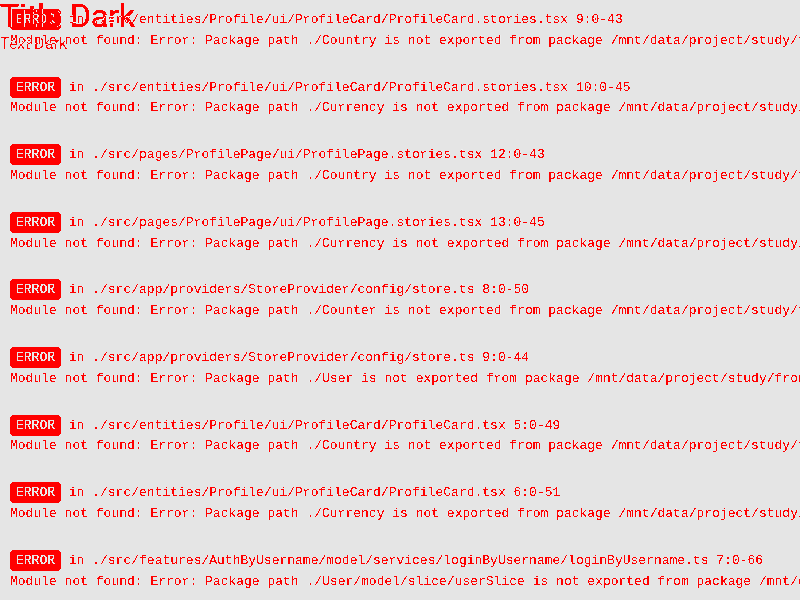 Title Dark
ERROR in ./src/entities/Profile/ui/ProfileCard/ProfileCard.stories.tsx 9:0-43
Module not found: Error: Package path ./Country is not exported from package /mnt/data/project/study/
Text Dark
ERROR in ./src/entities/Profile/ui/ProfileCard/ProfileCard.stories.tsx 10:0-45
Module not found: Error: Package path ./Currency is not exported from package /mnt/data/project/study
ERROR in ./src/pages/ProfilePage/ui/ProfilePage.stories.tsx 12:0-43
Module not found: Error: Package path ./Country is not exported from package /mnt/data/project/study/
ERROR in ./src/pages/ProfilePage/ui/ProfilePage.stories.tsx 13:0-45
Module not found: Error: Package path ./Currency is not exported from package /mnt/data/project/study
ERROR in ./src/app/providers/StoreProvider/config/store.ts 8:0-50
Module not found: Error: Package path ./Counter is not exported from package /mnt/data/project/study/
ERROR in ./src/app/providers/StoreProvider/config/store.ts 9:0-44
Module not found: Error: Package path ./User is not exported from package /mnt/data/project/study/fro
ERROR in ./src/entities/Profile/ui/ProfileCard/ProfileCard.tsx 5:0-49
Module not found: Error: Package path ./Country is not exported from package /mnt/data/project/study/
ERROR in ./src/entities/Profile/ui/ProfileCard/ProfileCard.tsx 6:0-51
Module not found: Error: Package path ./Currency is not exported from package /mnt/data/project/study
ERROR in ./src/features/AuthByUsername/model/services/loginByUsername/loginByUsername.ts 7:0-66
Module not found: Error: Package path ./User/model/slice/userSlice is not exported from package /mnt/